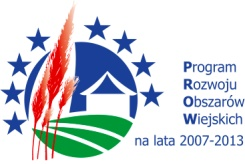 Program
Rozwoju
Obszarów
Wiejskich
na lata 2007-2013